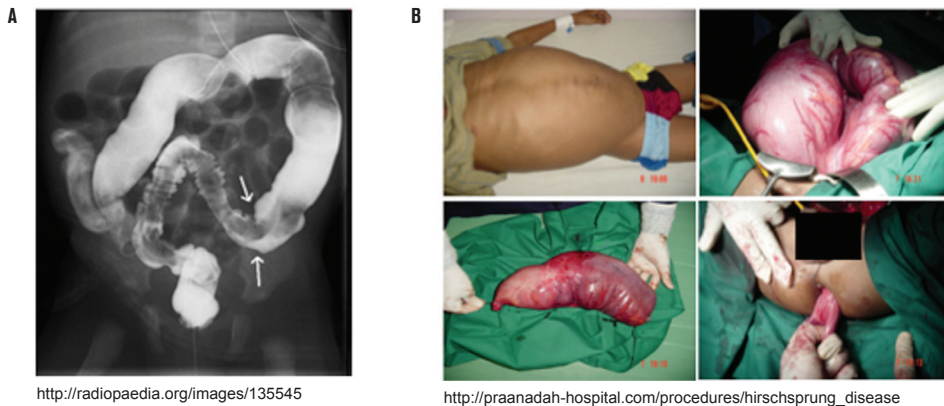 A
B
http://radiopaedia.org/images/135545
http://praanadah-hospital.com/procedures/hirschsprung_disease